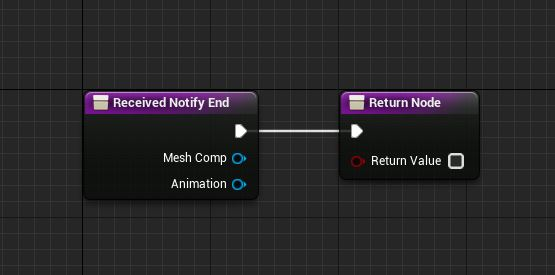 Received Notify End
Return Node
Mesh Comp
Return Value
Animation